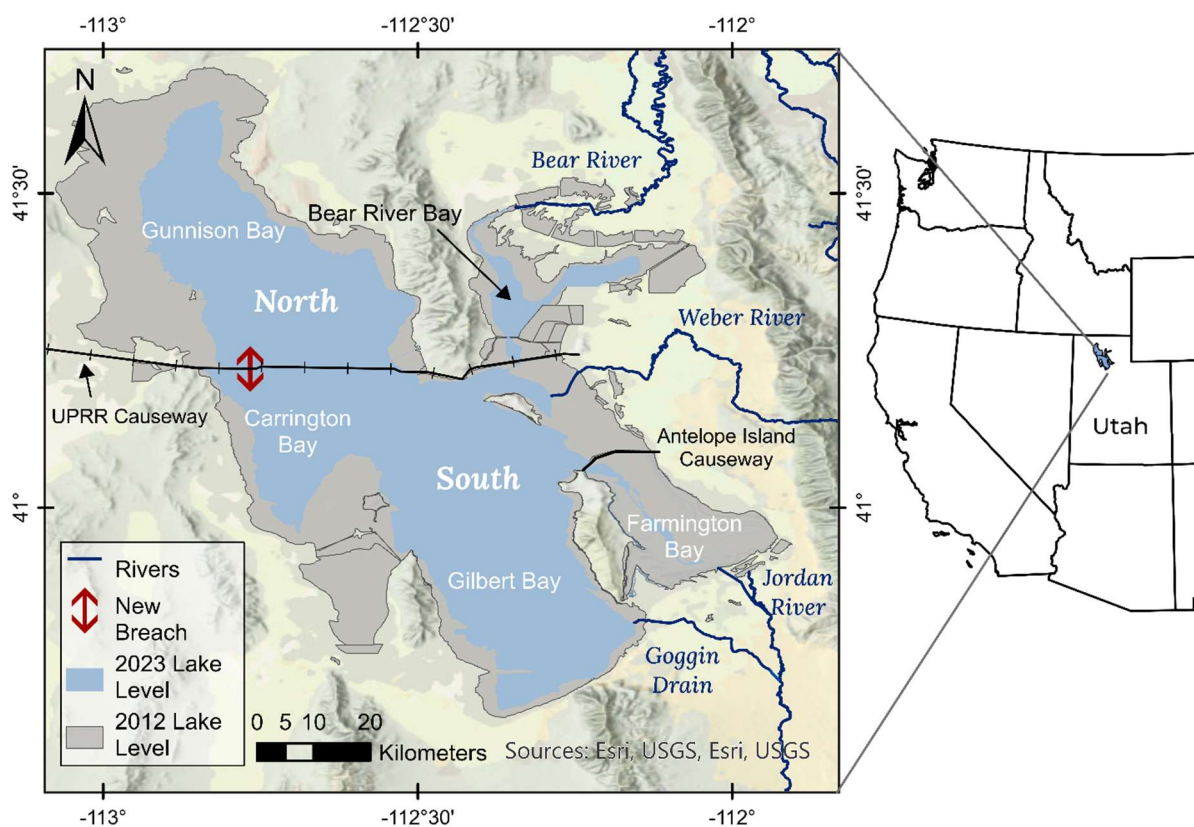 -113°
-112°30'
-112°
N
41°30'
41°
Bear River
Bear River Bay
Gunnison Bay
North
Weber River
UPRR Causeway
Carrington
Bay
Antelope Island
Causeway
South
Farmington
Bay
Gilbert Bay
Jordan
River
Goggin
Drain
Rivers
New
Breach
2023 Lake
Level
2012 Lake
Level
0 5 10 20
Kilometers
Sources: Esri, USGS, Esri, USGS
-113°
-112°30'
-112°
41°30'
41°
Utah